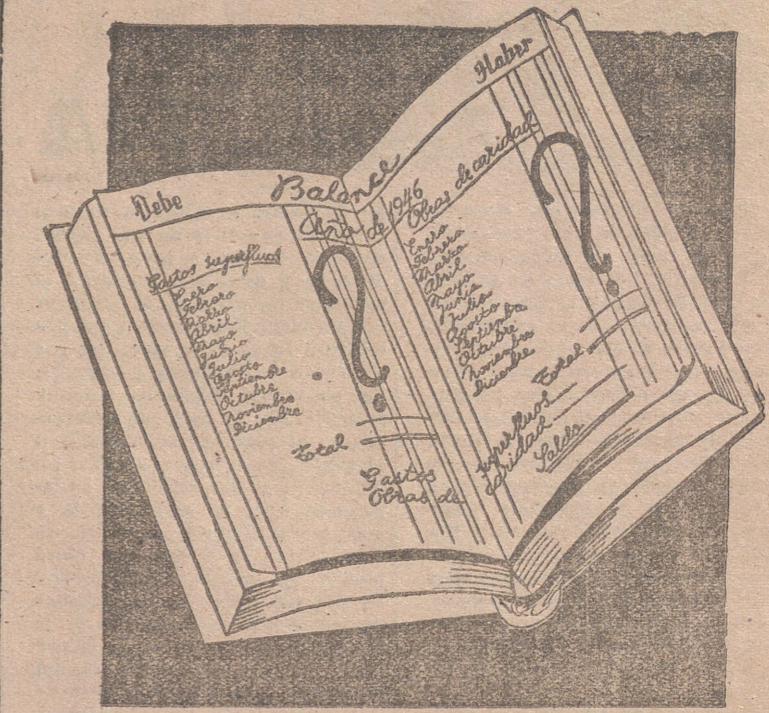 Debe
Balance
Haber
Año de 1946
Gastos superfluos
Enero
Febrero
Marzo
Abril
Mayo
Junio
Julio
Agosto
Septiembre
Octubre
Noviembre
Diciembre
?
Total
Obras de caridad
Enero
Febrero
Marzo
Abril
Mayo
Junio
Julio
Agosto
Septiembre
Octubre
Noviembre
Diciembre
?
Total
Gastos superfluos
Obras de caridad
Saldo